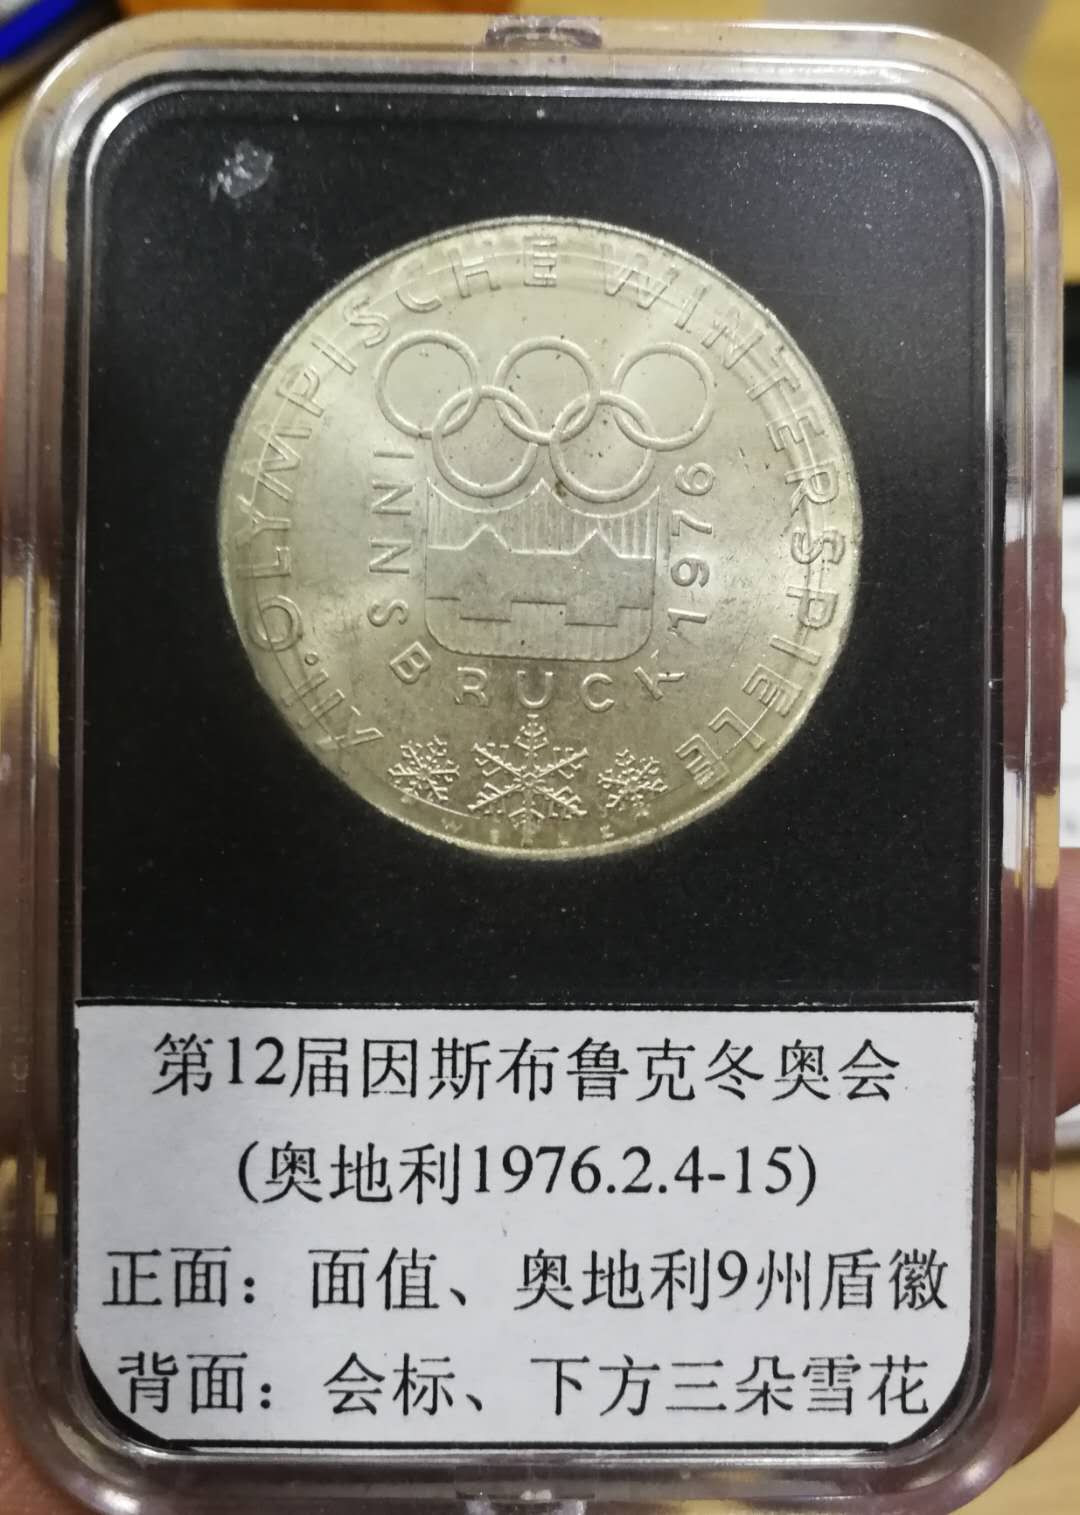 XII. OLYMPISCHE WINTERSPIELE
INNSBRUCK 1976
第12届因斯布鲁克冬奥会
(奥地利1976.2.4-15)
正面：面值、奥地利9州盾徽
背面：会标、下方三朵雪花